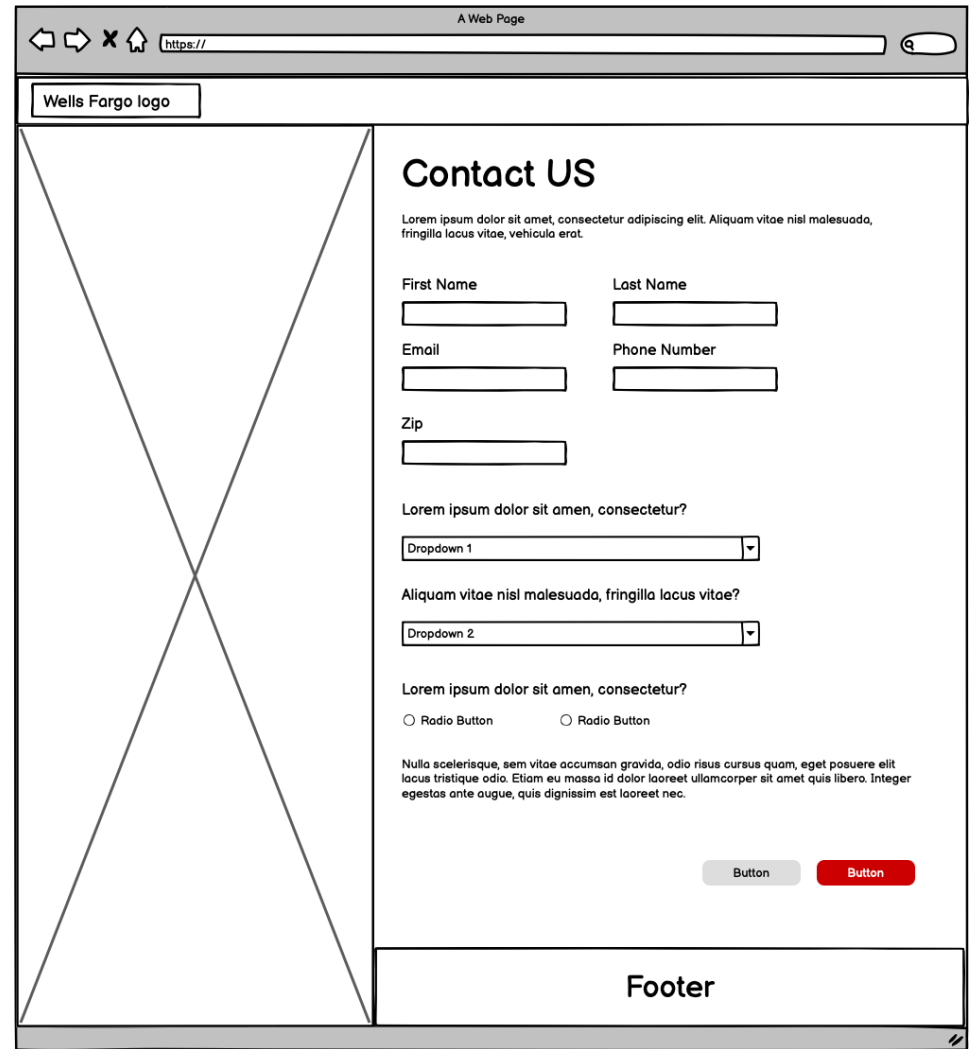 A Web Page
https://
Wells Fargo logo
Contact US
Lorem ipsum dolor sit amet, consectetur adipiscing elit. Aliquam vitae nisl malesuada,
fringilla lacus vitae, vehicula erat.
First Name
Last Name
Email
Phone Number
Zip
Lorem ipsum dolor sit amen, consectetur?
Dropdown 1
Aliquam vitae nisl malesuada, fringilla lacus vitae?
Dropdown 2
Lorem ipsum dolor sit amen, consectetur?
Radio Button
Radio Button
Nulla scelerisque, sem vitae accumsan gravida, odio risus cursus quam, eget posuere elit
lacus tristique odio. Etiam eu massa id dolor laoreet ullamcorper sit amet quis libero. Integer
egestas ante augue, quis dignissim est laoreet nec.
Button
Button
Footer